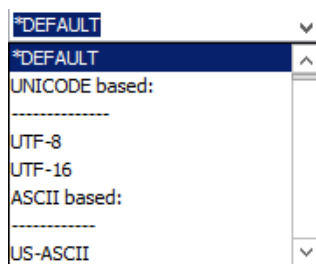 *DEFAULT
*DEFAULT
UNICODE based:
--------------
UTF-8
UTF-16
ASCII based:
------------
US-ASCII